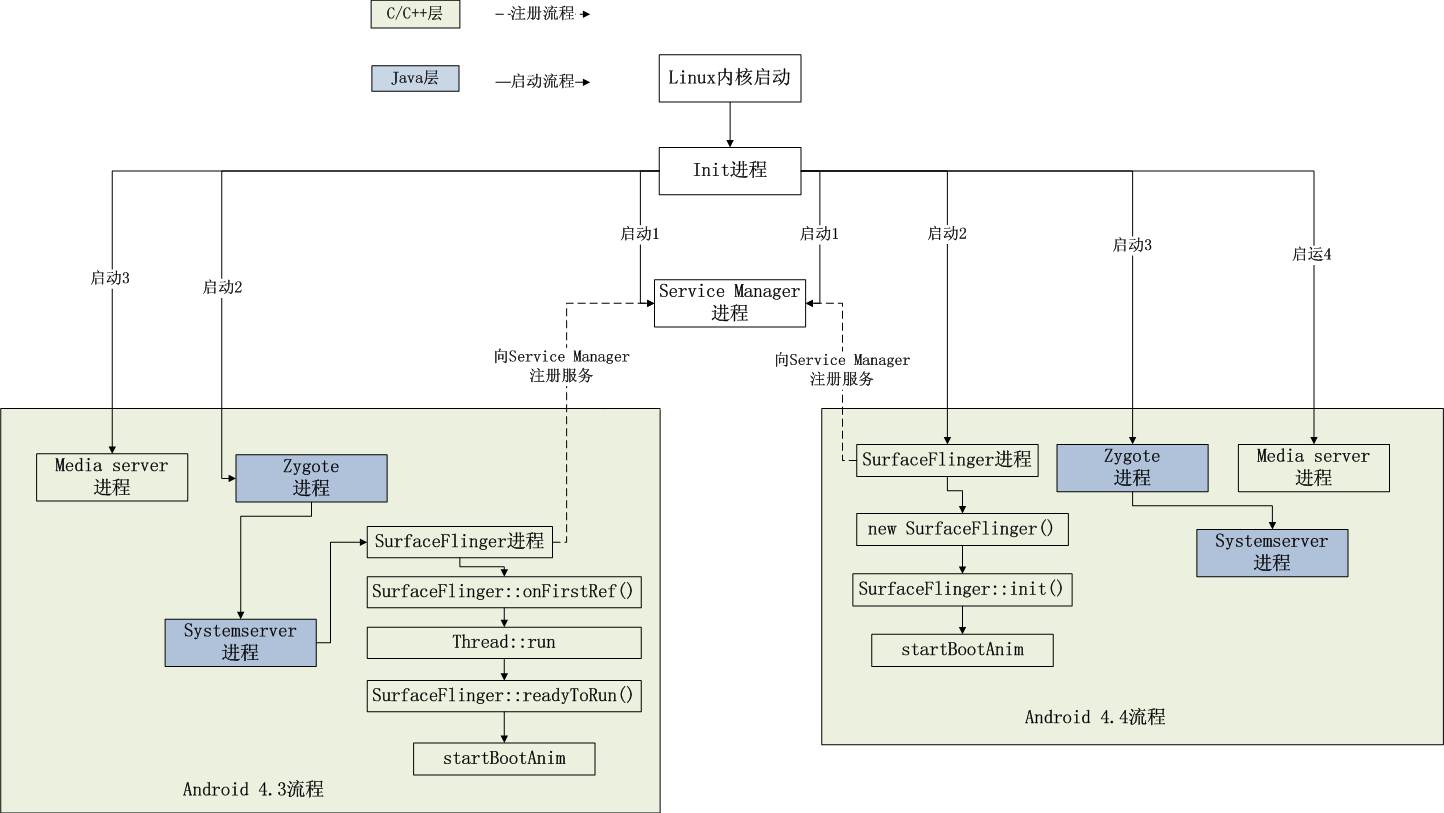 C/C++层
注册流程
Java层
启动流程
Linux内核启动
Init进程
启动1
启动1
启动2
启动3
启运4
启动3
启动2
Service Manager
进程
向Service Manager
注册服务
向Service Manager
注册服务
Media server
进程
Zygote
进程
SurfaceFlinger进程
SurfaceFlinger::onFirstRef()
Thread::run
Systemserver
进程
SurfaceFlinger::readyToRun()
startBootAnim
Android 4.3流程
SurfaceFlinger进程
Zygote
进程
Media server
进程
new SurfaceFlinger()
Systemserver
进程
SurfaceFlinger::init()
startBootAnim
Android 4.4流程